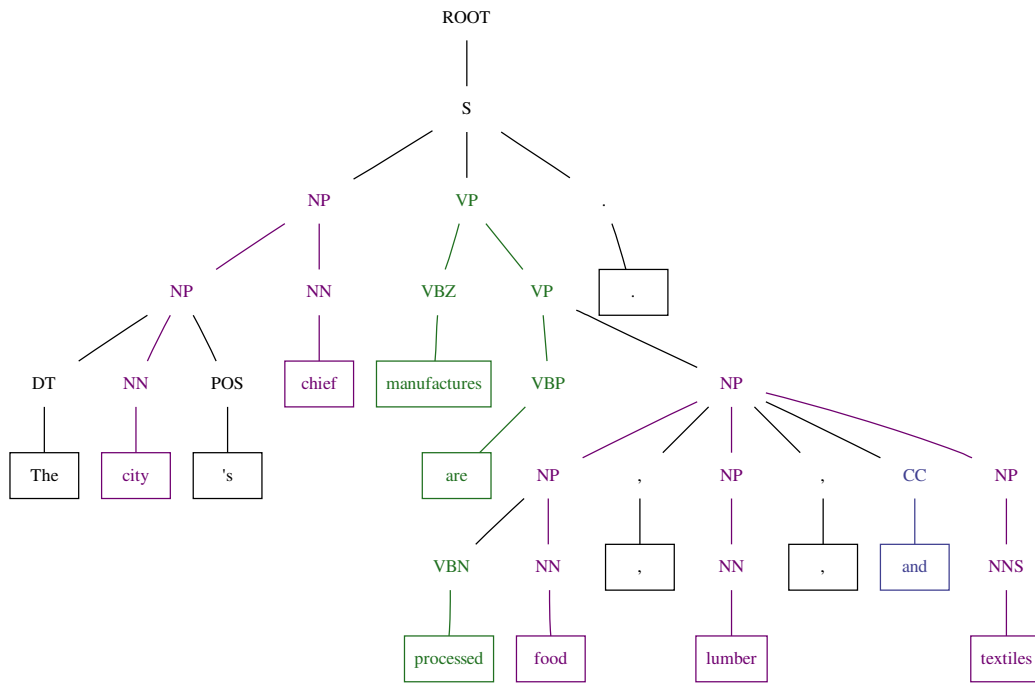 ROOT
S
NP VP .
NP NN VBZ VP .
DT NN POS chief manufactures VBP NP
The city 's are NP , NP , CC NP
VBN NN , NN , and NNS
processed food lumber textiles